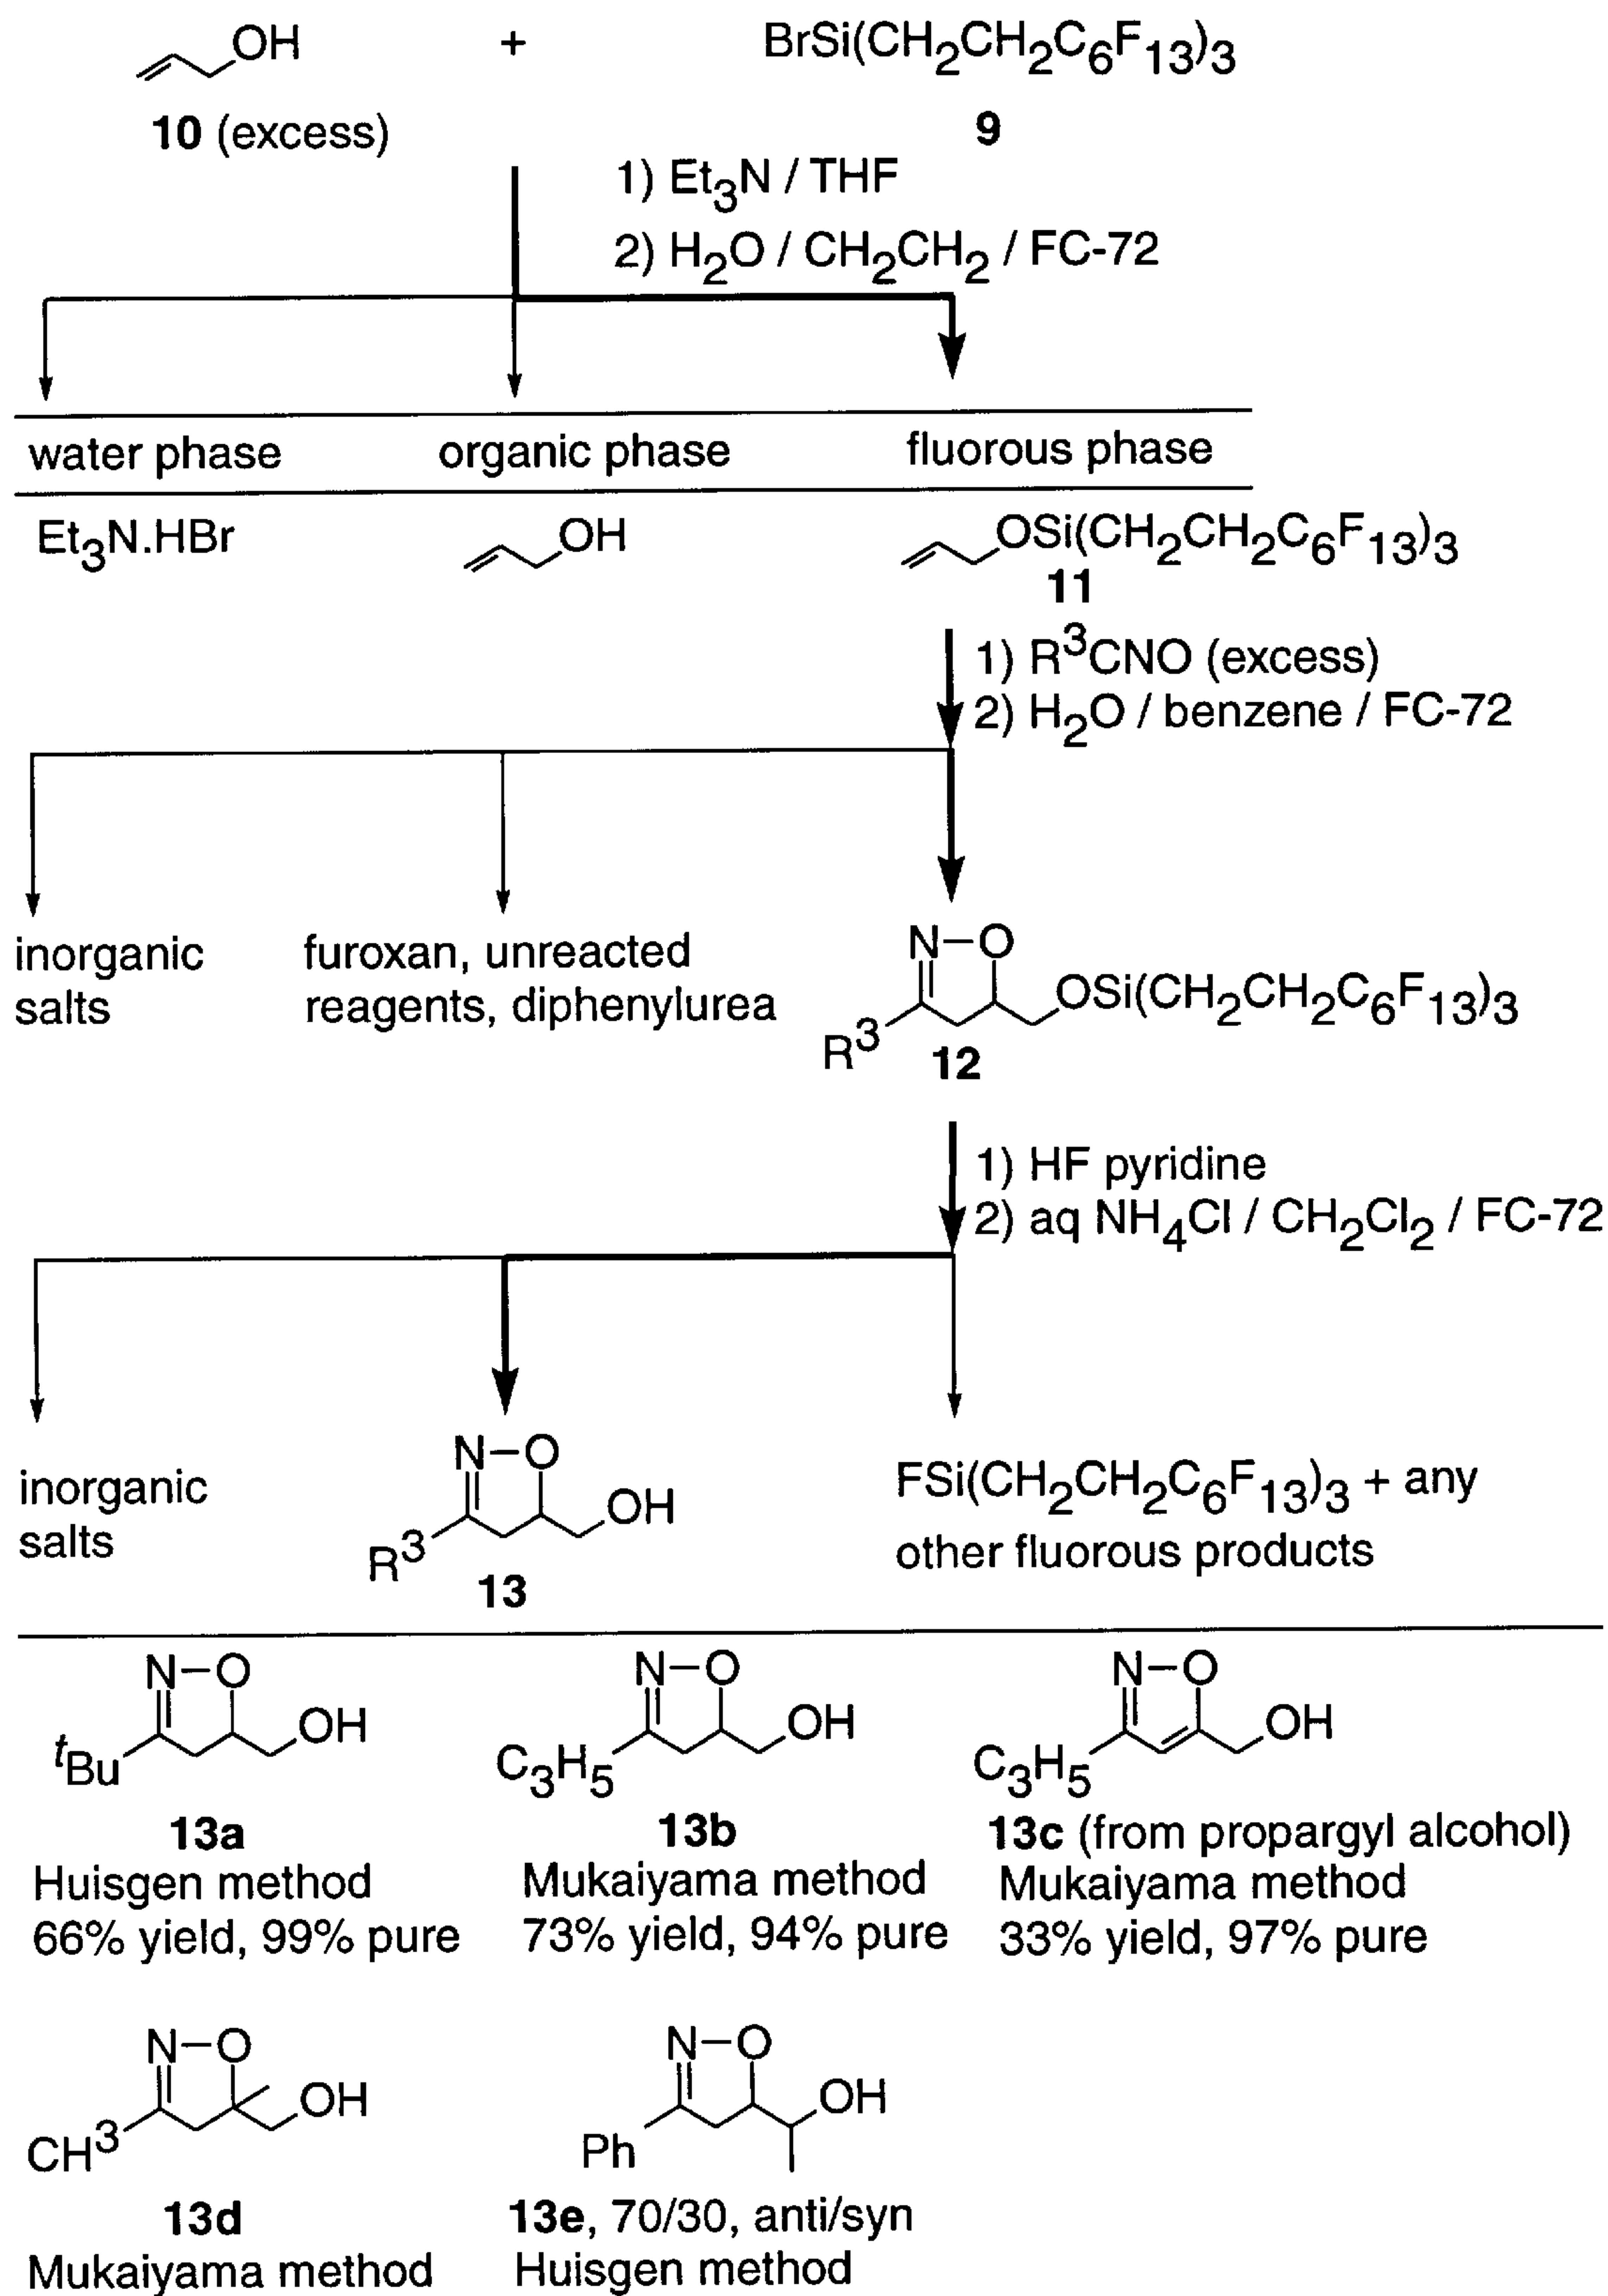 OH + BrSi(CH2CH2C6F13)3
10 (excess) 9
1) Et3N / THF
2) H2O / CH2CH2 / FC-72
water phase organic phase fluorous phase
Et3N.HBr OH OSi(CH2CH2C6F13)3
11
1) R3CNO (excess)
2) H2O / benzene / FC-72
inorganic
salts
furoxan, unreacted
reagents, diphenylurea
N-O
OSi(CH2CH2C6F13)3
R3
12
1) HF pyridine
2) aq NH4Cl / CH2Cl2 / FC-72
inorganic
salts
N-O
OH
R3
13
FSi(CH2CH2C6F13)3 + any
other fluorous products
N-O
OH
tBu
13a
Huisgen method
66% yield, 99% pure
N-O
OH
C3H5
13b
Mukaiyama method
73% yield, 94% pure
N-O
OH
C3H5
13c (from propargyl alcohol)
Mukaiyama method
33% yield, 97% pure
N-O
OH
CH3
13d
Mukaiyama method
N-O
OH
Ph
13e, 70/30, anti/syn
Huisgen method